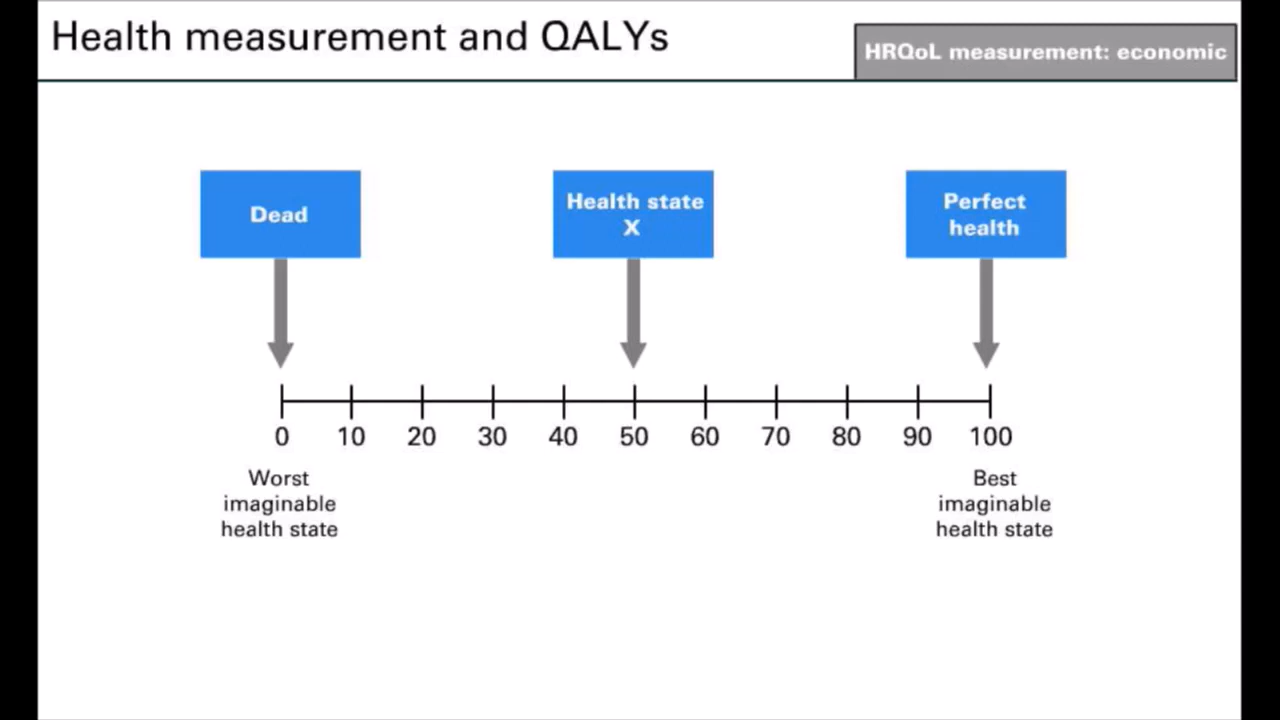 Health measurement and QALYs
HRQoL measurement: economic
Dead
Health state
X
Perfect
health
0 10 20 30 40 50 60 70 80 90 100
Worst
imaginable
health state
Best
imaginable
health state